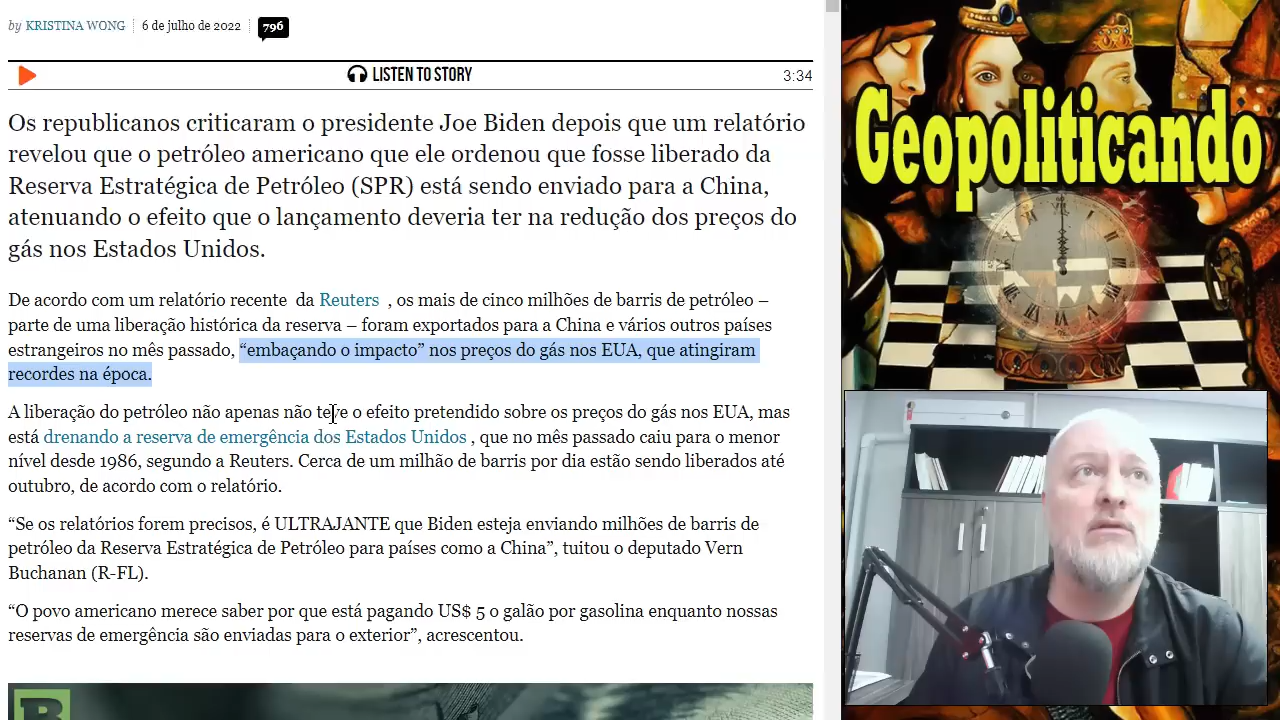 by KRISTINA WONG 6 de julho de 2022 796
LISTEN TO STORY 3:34
Os republicanos criticaram o presidente Joe Biden depois que um relatório
revelou que o petróleo americano que ele ordenou que fosse liberado da
Reserva Estratégica de Petróleo (SPR) está sendo enviado para a China,
atenuando o efeito que o lançamento deveria ter na redução dos preços do
gás nos Estados Unidos.
De acordo com um relatório recente da Reuters , os mais de cinco milhões de barris de petróleo –
parte de uma liberação histórica da reserva – foram exportados para a China e vários outros países
estrangeiros no mês passado, “embaçando o impacto” nos preços do gás nos EUA, que atingiram
recordes na época.
A liberação do petróleo não apenas não teve o efeito pretendido sobre os preços do gás nos EUA, mas
está drenando a reserva de emergência dos Estados Unidos , que no mês passado caiu para o menor
nível desde 1986, segundo a Reuters. Cerca de um milhão de barris por dia estão sendo liberados até
outubro, de acordo com o relatório.
“Se os relatórios forem precisos, é ULTRAJANTE que Biden esteja enviando milhões de barris de
petróleo da Reserva Estratégica de Petróleo para países como a China”, tuitou o deputado Vern
Buchanan (R-FL).
“O povo americano merece saber por que está pagando US$ 5 o galão por gasolina enquanto nossas
reservas de emergência são enviadas para o exterior”, acrescentou.
B
Geopoliticando